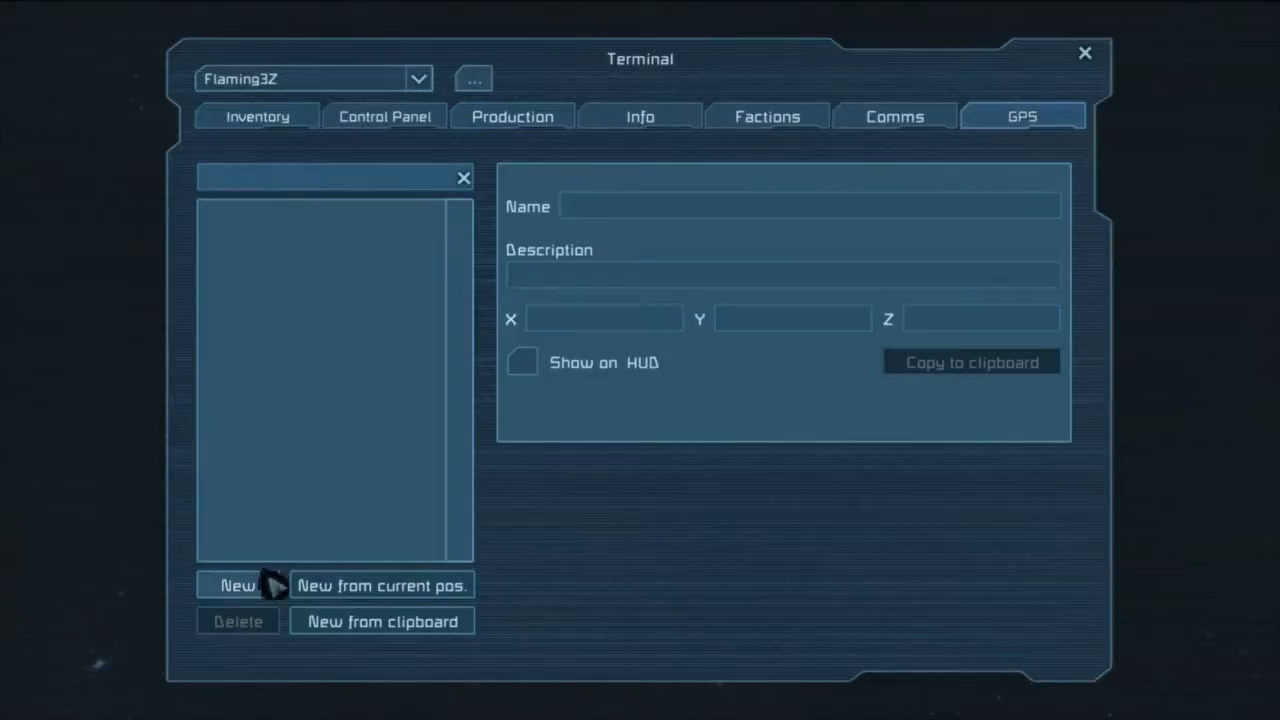 Terminal
Flaming3Z ...
Inventory Control Panel Production Info Factions Comms GPS
Name
Description
X Y Z
Show on HUD Copy to clipboard
New New from current pos.
Delete New from clipboard